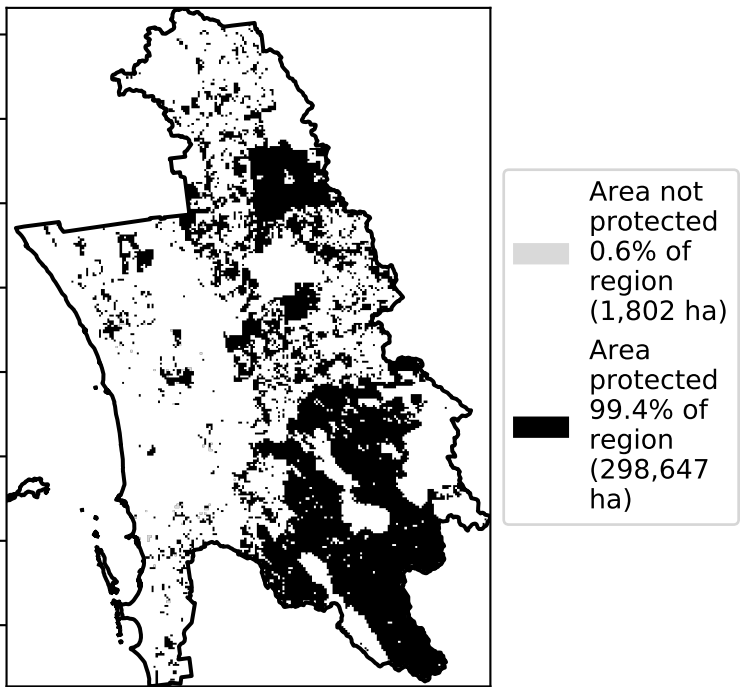 Area not
protected
0.6% of
region
(1,802 ha)
Area
protected
99.4% of
region
(298,647
ha)